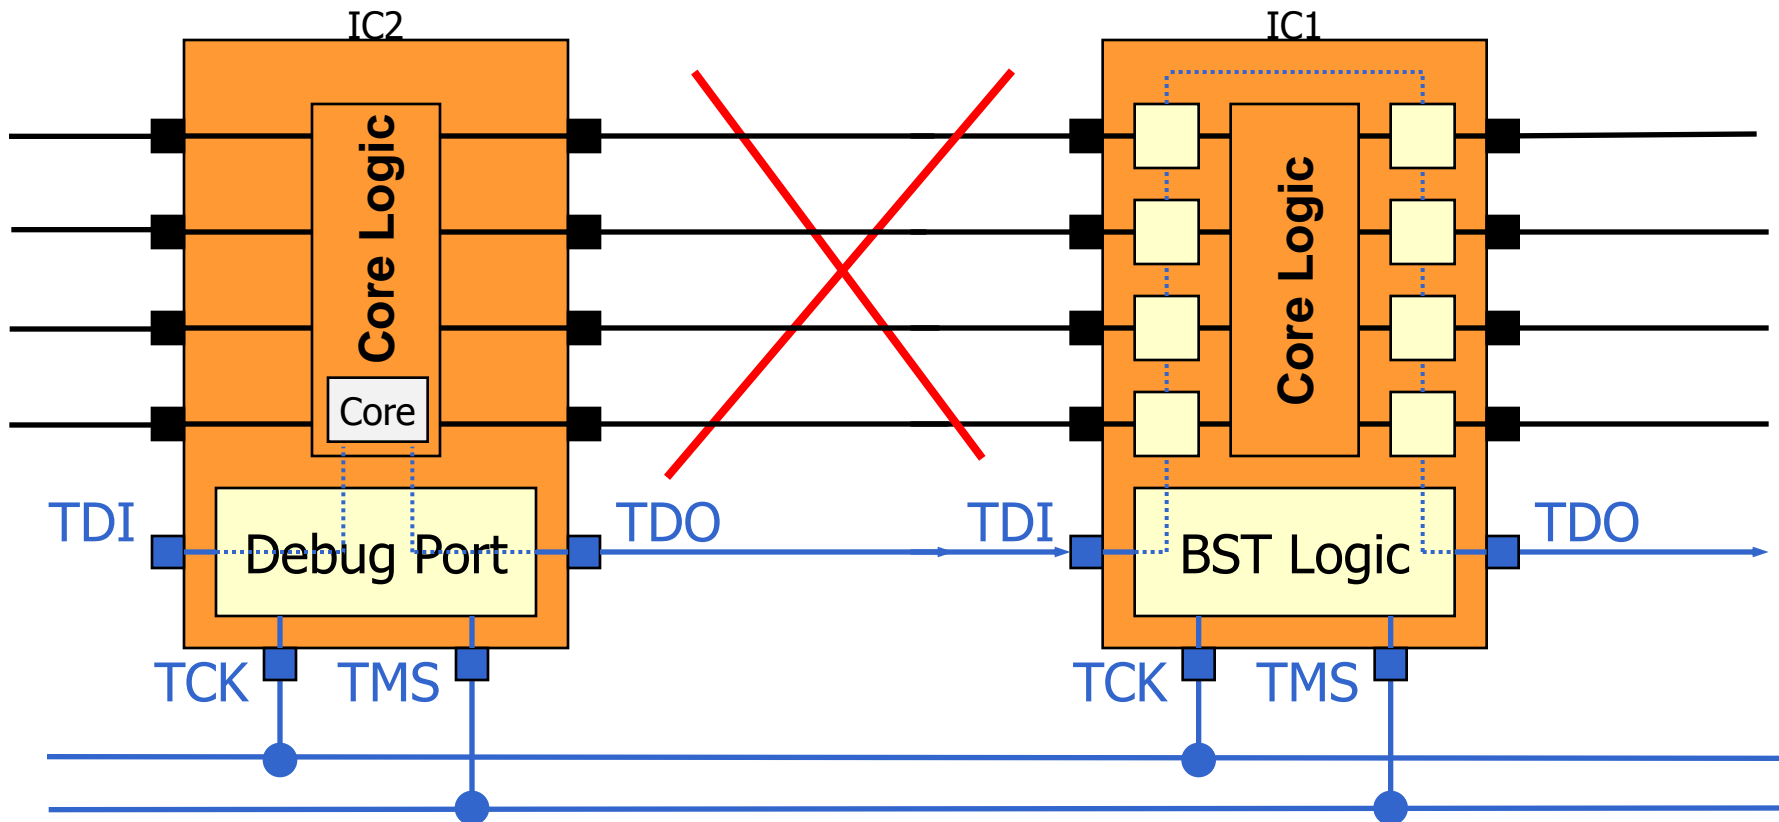 IC2
IC1
Core Logic
Core Logic
Core
TDI
TDO
TDI
TDO
Debug Port
BST Logic
TCK
TMS
TCK
TMS